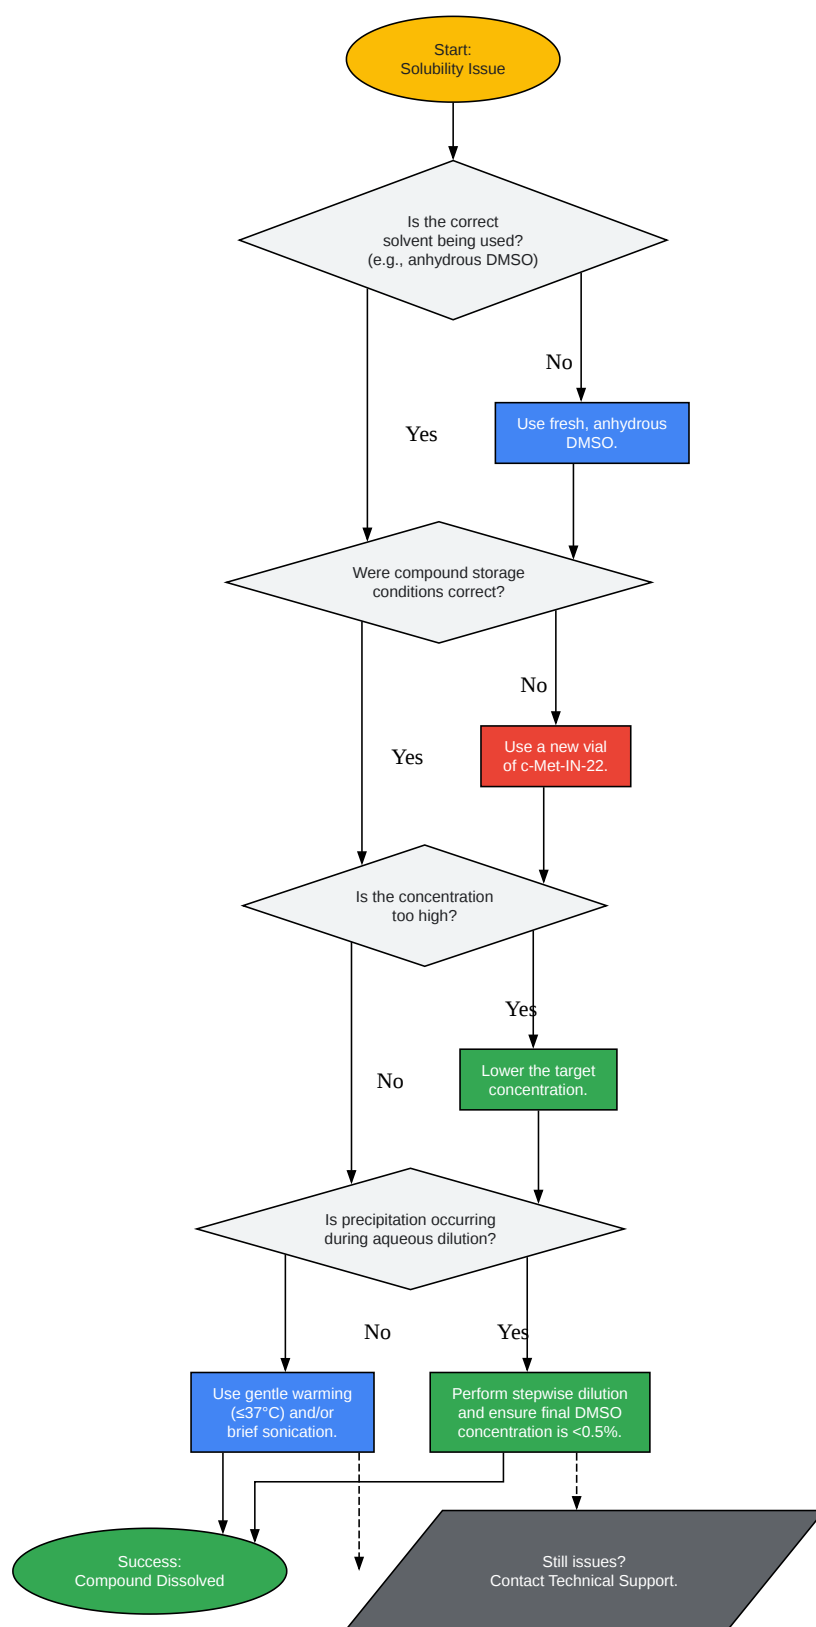 Start:
Solubility Issue
Is the correct
solvent being used?
(e.g., anhydrous DMSO)
No
Yes
Use fresh, anhydrous
DMSO.
Were compound storage
conditions correct?
No
Yes
Use a new vial
of c-Met-IN-22.
Is the concentration
too high?
Yes
No
Lower the target
concentration.
Is precipitation occurring
during aqueous dilution?
No
Yes
Use gentle warming
(≤37°C) and/or
brief sonication.
Perform stepwise dilution
and ensure final DMSO
concentration is <0.5%.
Success:
Compound Dissolved
Still issues?
Contact Technical Support.